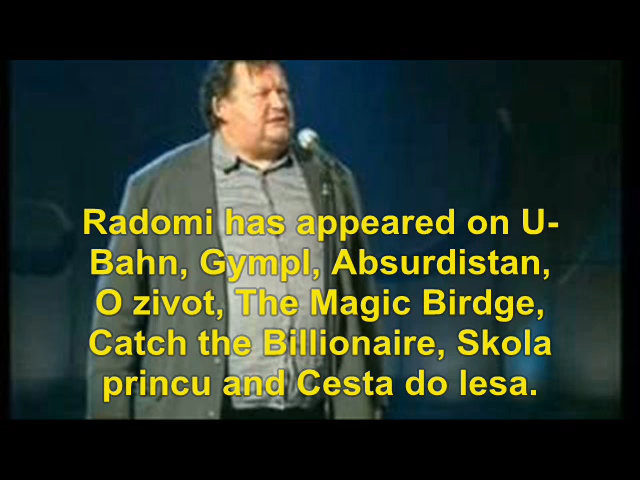 Radomi has appeared on U-
Bahn, Gympl, Absurdistan,
O zivot, The Magic Birdge,
Catch the Billionaire, Skola
princu and Cesta do lesa.